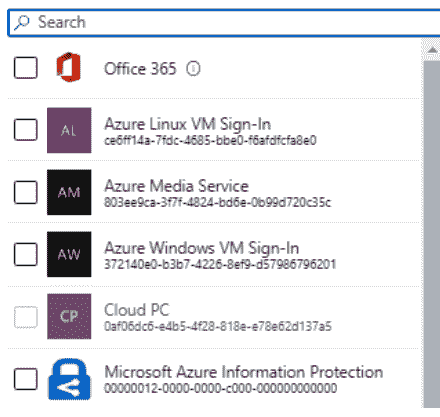 Search
Office 365
AL
Azure Linux VM Sign-In
ce6ff14a-7fdc-4685-bbe0-f6afdfcfa8e0
AM
Azure Media Service
803ee9ca-3f7f-4824-bd6e-0b99d720c35c
AW
Azure Windows VM Sign-In
372140e0-b3b7-4226-8ef9-d57986796201
CP
Cloud PC
0af06dc6-e4b5-4f28-818e-e78e62d137a5
Microsoft Azure Information Protection
00000012-0000-0000-c000-000000000000